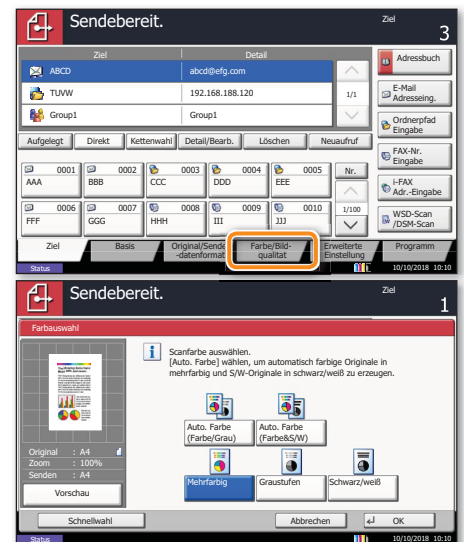 Sendebereit.
Ziel
3
Ziel Detail
ABCD abcd@efg.com
TUVW 192.168.188.120
Group1 Group1
1/1
Adressbuch
E-Mail
Adresseing.
Ordnerpfad
Eingabe
FAX-Nr.
Eingabe
i-FAX
Adr.-Eingabe
WSD-Scan
/DSM-Scan
Aufgelegt Direkt Kettenwahl Detail/Bearb. Löschen Neuaufruf
0001 0002 0003 0004 0005 Nr.
AAA BBB CCC DDD EEE
0006 0007 0008 0009 0010 1/100
FFF GGG HHH III JJJ
Ziel Basis Original/Sende
-datenformat
Farbe/Bild-
qualitat
Erweiterte
Einstellung
Programm
Status 10/10/2018 10:10
Sendebereit.
Ziel
1
Farbauswahl
Scanfarbe auswählen.
[Auto. Farbe] wählen, um automatisch farbige Originale in
mehrfarbig und S/W-Originale in schwarz/weiß zu erzeugen.
Auto. Farbe
(Farbe/Grau)
Auto. Farbe
(Farbe&S/W)
Mehrfarbig Graustufen Schwarz/weiß
Original : A4
Zoom : 100%
Senden : A4
Vorschau
Schnellwahl Abbrechen OK
Status 10/10/2018 10:10